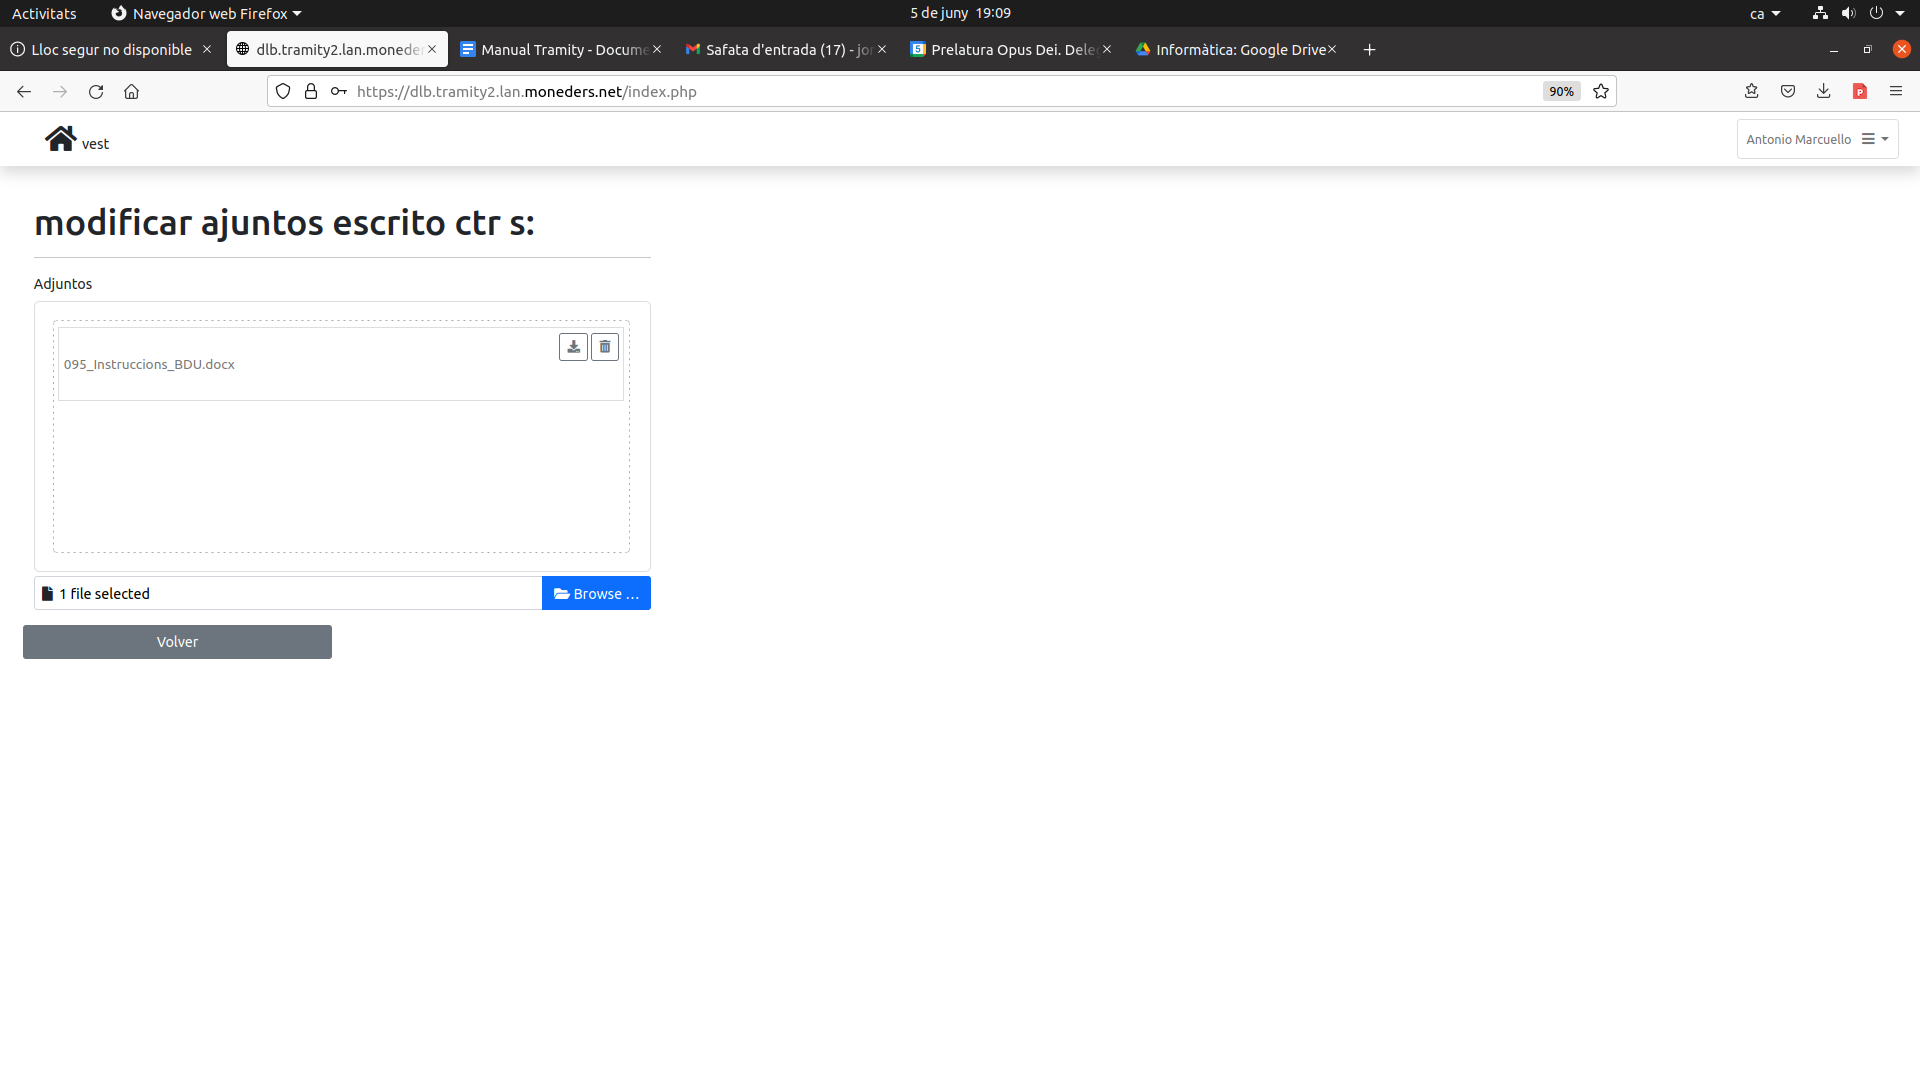 Activitats
Navegador web Firefox
5 de juny 19:09
ca
Lloc segur no disponible
dlb.tramity2.lan.moneder
Manual Tramity - Docume
Safata d'entrada (17) - jor
Prelatura Opus Dei. Dele
Informàtica: Google Drive
https://dlb.tramity2.lan.moneders.net/index.php
90%
vest
Antonio Marcuello
modificar ajuntos escrito ctr s:
Adjuntos
095_Instruccions_BDU.docx
1 file selected
Browse …
Volver